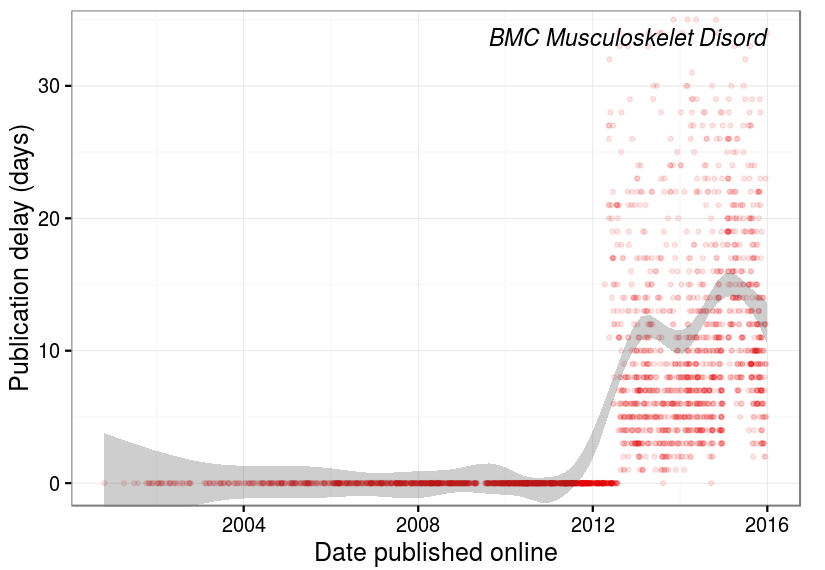 BMC Musculoskelet Disord
30
20
10
0
Publication delay (days)
2004 2008 2012 2016
Date published online